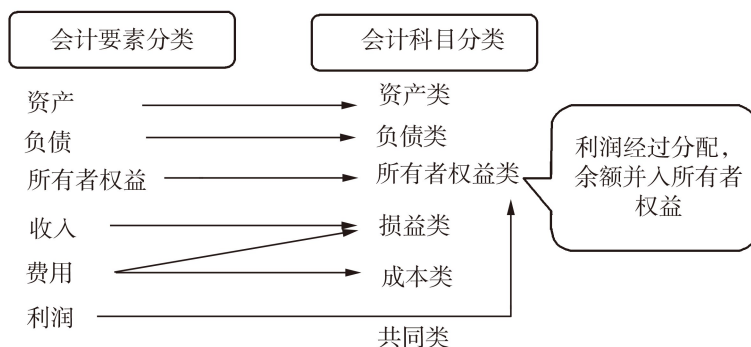 会计要素分类
会计科目分类
资产
资产类
负债
负债类
所有者权益
所有者权益类
收入
损益类
费用
成本类
利润
共同类
利润经过分配，
余额并入所有者
权益